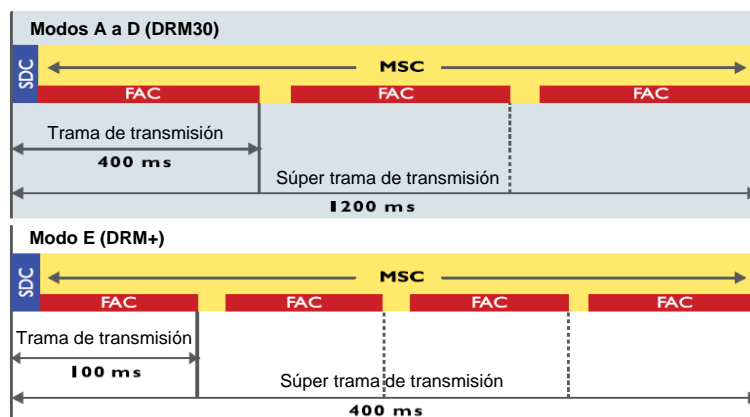 Modos A a D (DRM30)
SDC
MSC
FAC FAC FAC
Trama de transmisión
400 ms
Súper trama de transmisión
1200 ms
Modo E (DRM+)
SDC
MSC
FAC FAC FAC FAC
Trama de transmisión
100 ms
Súper trama de transmisión
400 ms